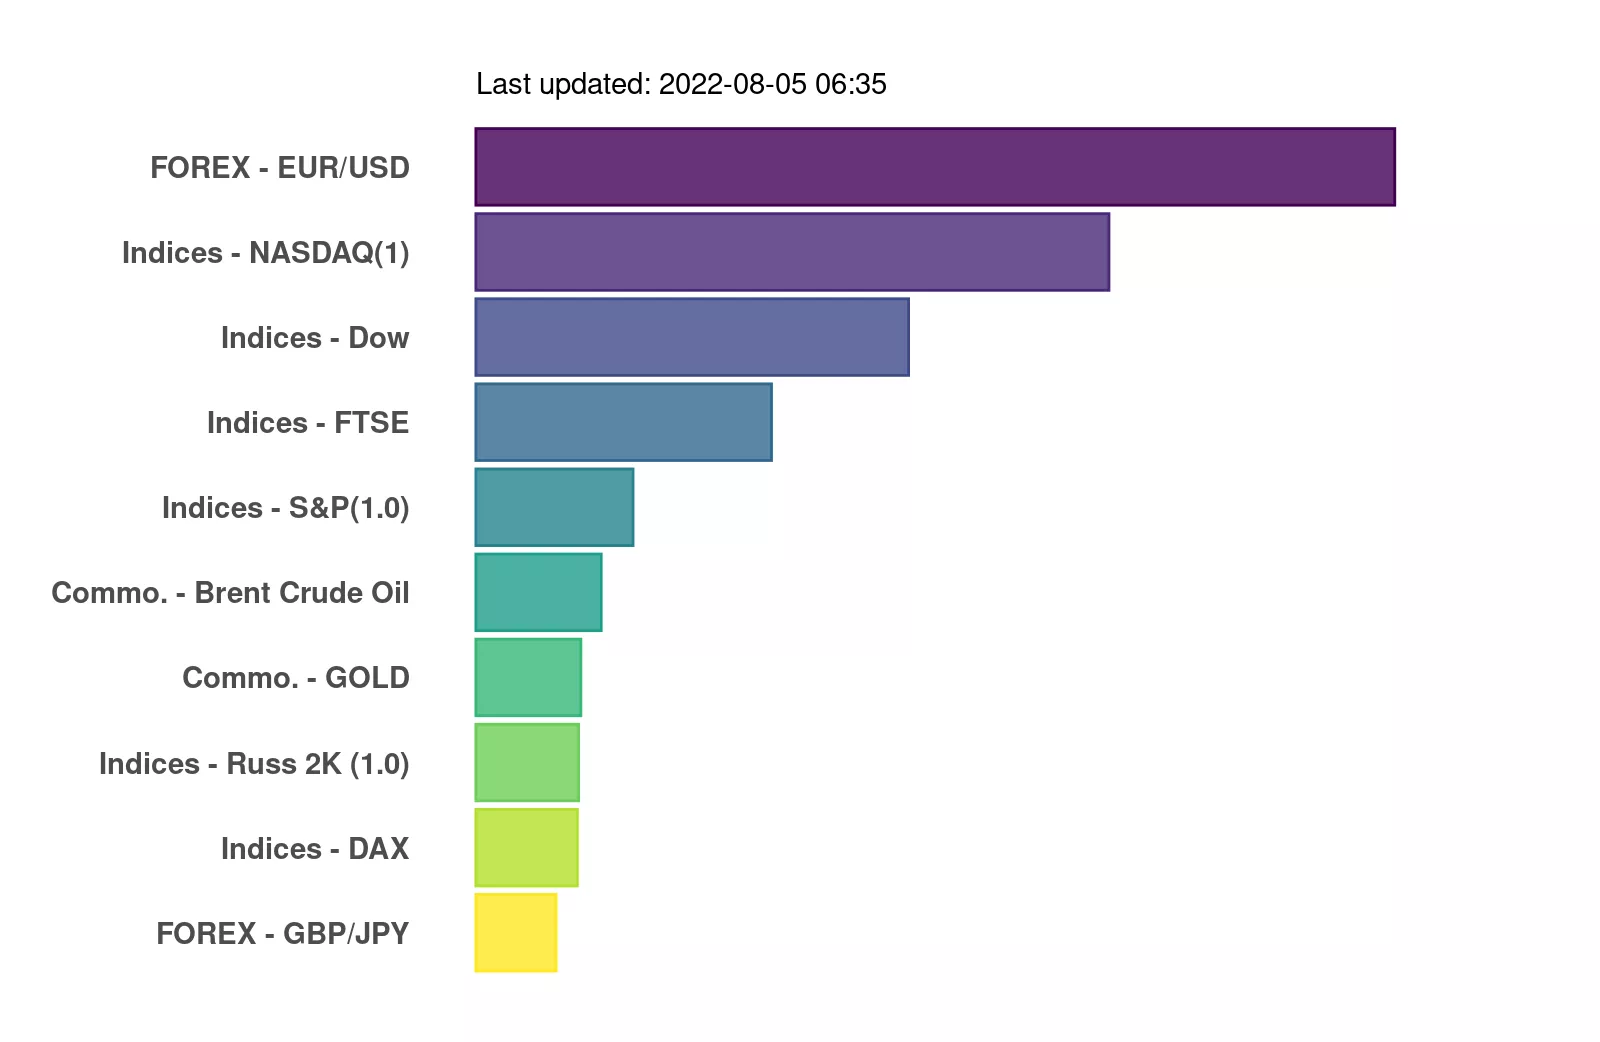 Last updated: 2022-08-05 06:35
FOREX - EUR/USD
Indices - NASDAQ(1)
Indices - Dow
Indices - FTSE
Indices - S&P(1.0)
Commo. - Brent Crude Oil
Commo. - GOLD
Indices - Russ 2K (1.0)
Indices - DAX
FOREX - GBP/JPY